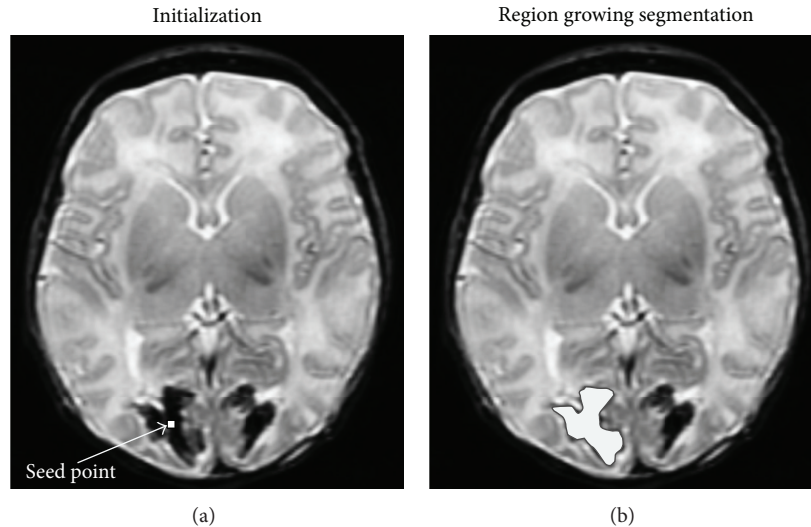 Initialization
Region growing segmentation
Seed point
(a)
(b)